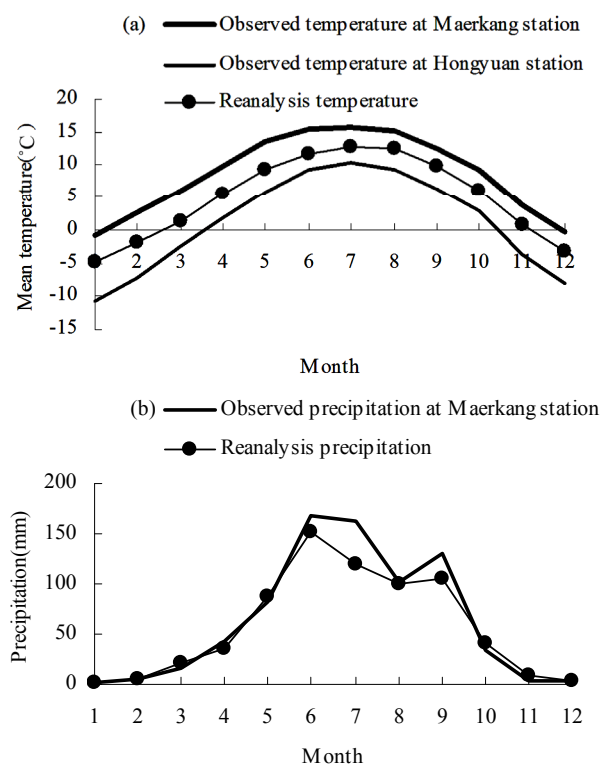 (a) Observed temperature at Maerkang station
Observed temperature at Hongyuan station
Reanalysis temperature
20
15
10
5
0
-5
-10
-15
1 2 3 4 5 6 7 8 9 10 11 12
Mean temperature(°C)
Month
(b) Observed precipitation at Maerkang station
Reanalysis precipitation
200
150
100
50
0
1 2 3 4 5 6 7 8 9 10 11 12
Precipitation(mm)
Month